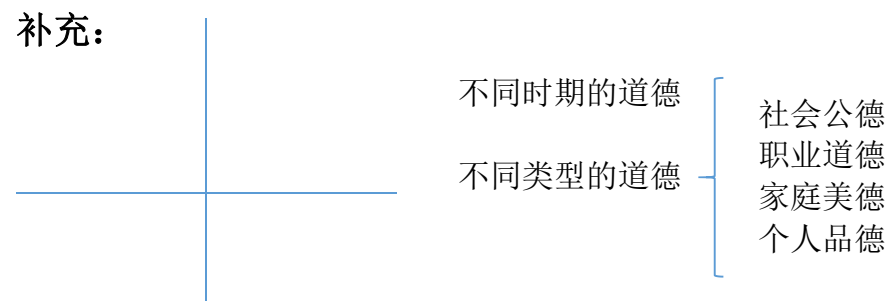 补充：
不同时期的道德
不同类型的道德
社会公德
职业道德
家庭美德
个人品德